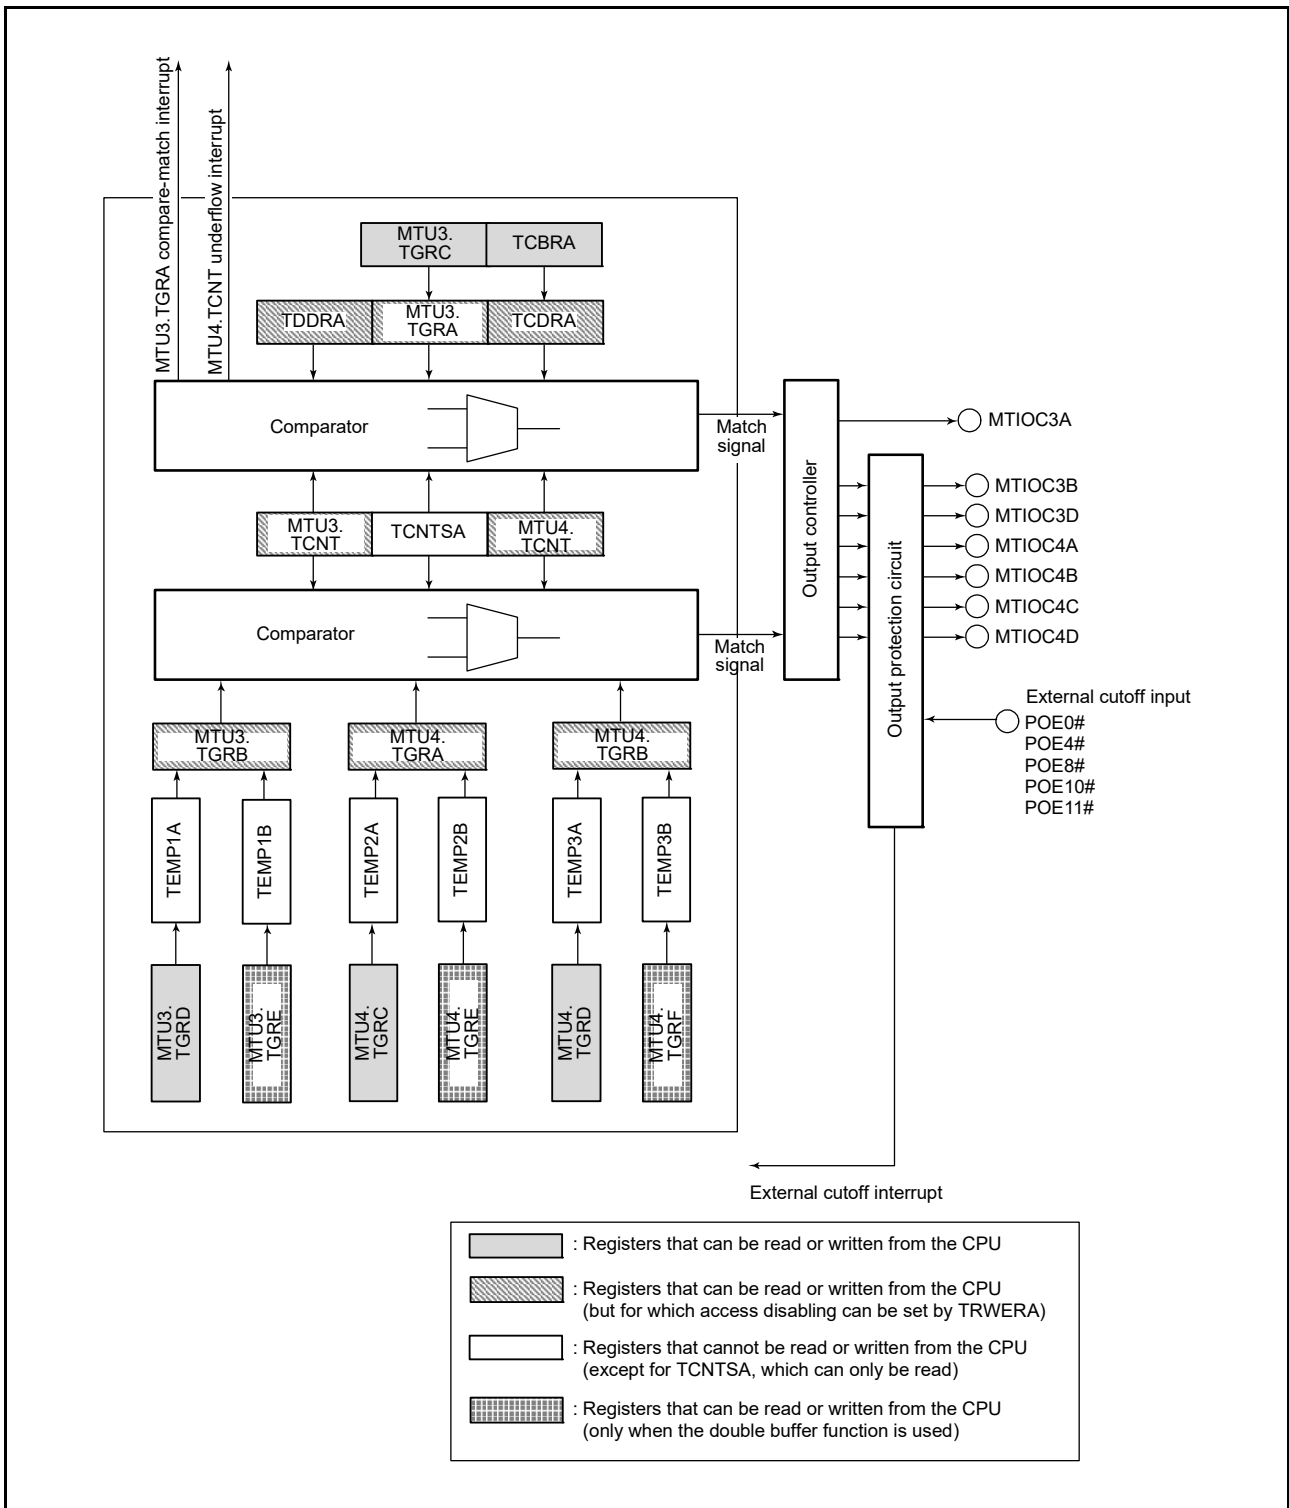 MTU3.TGRA compare-match interrupt
MTU4.TCNT underflow interrupt
MTU3.
TGRC
TCBRA
TDDRA
MTU3.
TGRA
TCDRA
Comparator
Match
signal
MTU3.
TCNT
TCNTSA
MTU4.
TCNT
Comparator
Match
signal
Output controller
Output protection circuit
MTIOC3A
MTIOC3B
MTIOC3D
MTIOC4A
MTIOC4B
MTIOC4C
MTIOC4D
External cutoff input
POE0#
POE4#
POE8#
POE10#
POE11#
MTU3.
TGRB
MTU4.
TGRA
MTU4.
TGRB
TEMP1A
TEMP1B
TEMP2A
TEMP2B
TEMP3A
TEMP3B
MTU3.
TGRD
MTU3.
TGRE
MTU4.
TGRC
MTU4.
TGRE
MTU4.
TGRD
MTU4.
TGRF
External cutoff interrupt
: Registers that can be read or written from the CPU
: Registers that can be read or written from the CPU
(but for which access disabling can be set by TRWERA)
: Registers that cannot be read or written from the CPU
(except for TCNTSA, which can only be read)
: Registers that can be read or written from the CPU
(only when the double buffer function is used)